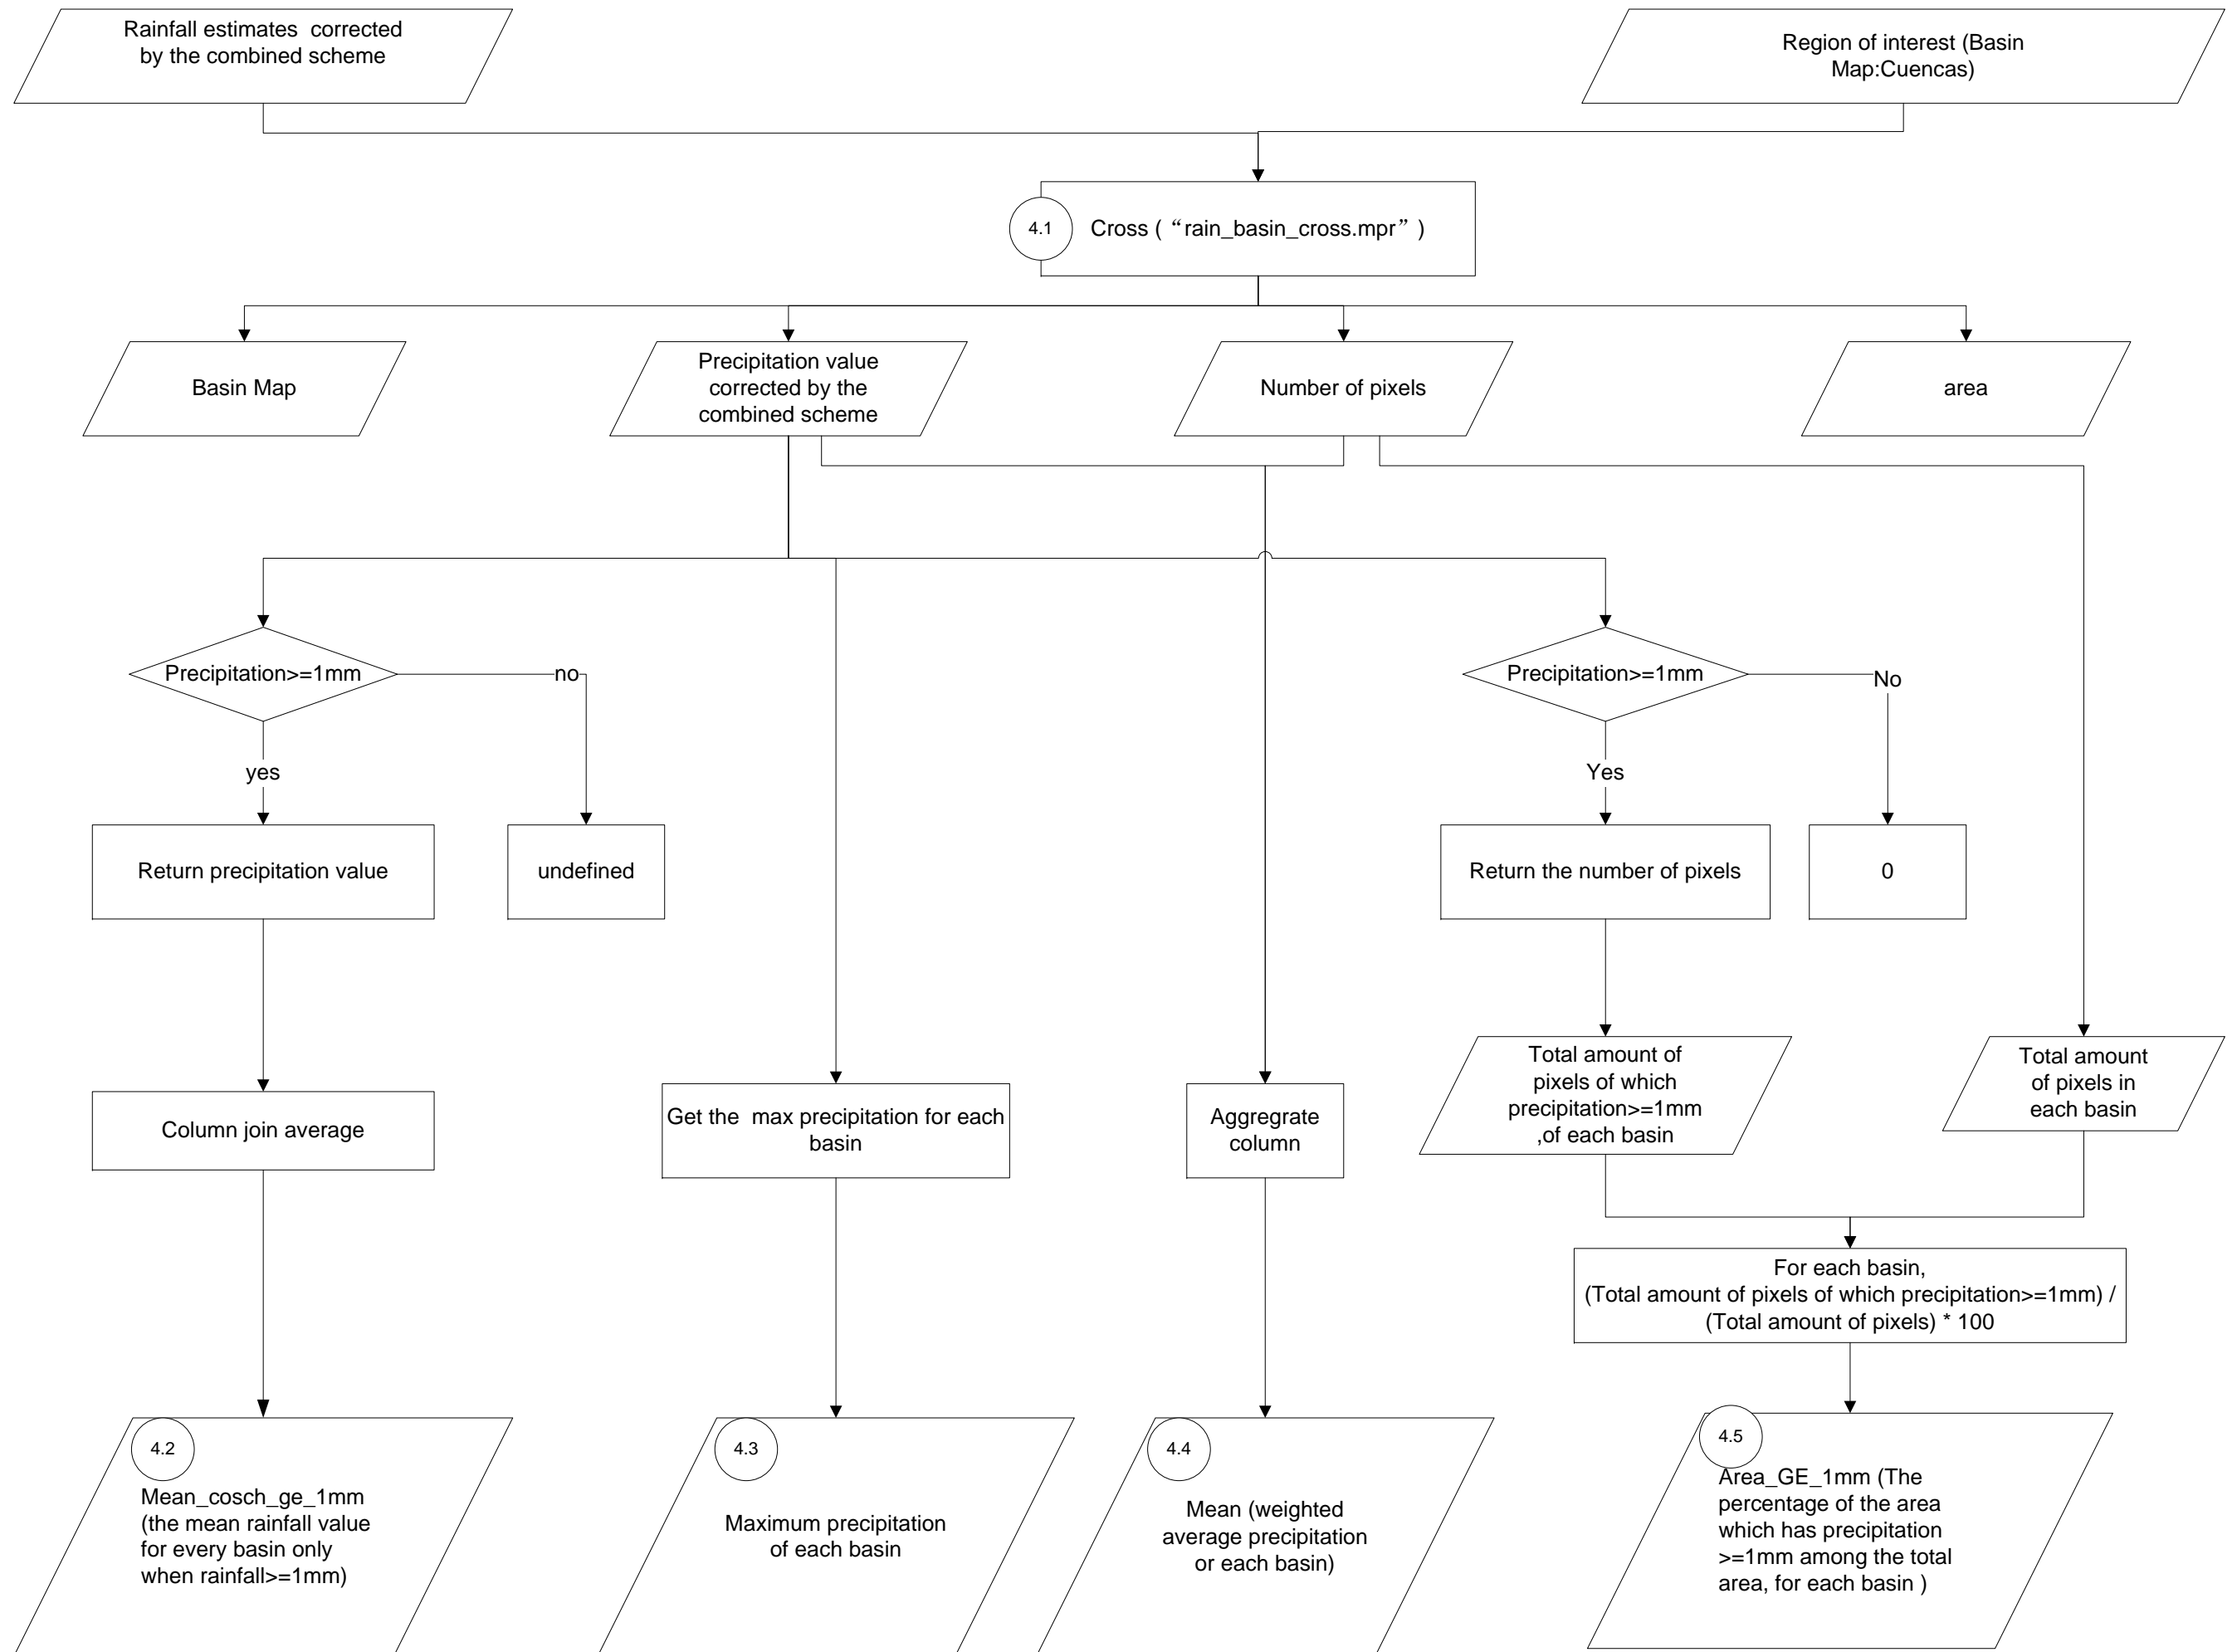 Rainfall estimates  corrected
by the combined scheme
Region of interest (Basin
Map:Cuencas)
4.1
Cross ( “rain_basin_cross.mpr” )
Basin Map
Precipitation value
corrected by the
combined scheme
Number of pixels
area
Precipitation>=1mm
no
Precipitation>=1mm
No
yes
Yes
Return precipitation value
undefined
Return the number of pixels
0
Column join average
Get the  max precipitation for each
basin
Aggregrate
column
Total amount of
pixels of which
precipitation>=1mm
,of each basin
Total amount
of pixels in
each basin
For each basin,
(Total amount of pixels of which precipitation>=1mm) /
(Total amount of pixels) * 100
4.2
Mean_cosch_ge_1mm
(the mean rainfall value
for every basin only
when rainfall>=1mm)
4.3
Maximum precipitation
of each basin
4.4
Mean (weighted
average precipitation
or each basin)
4.5
Area_GE_1mm (The
percentage of the area
which has precipitation
>=1mm among the total
area, for each basin )